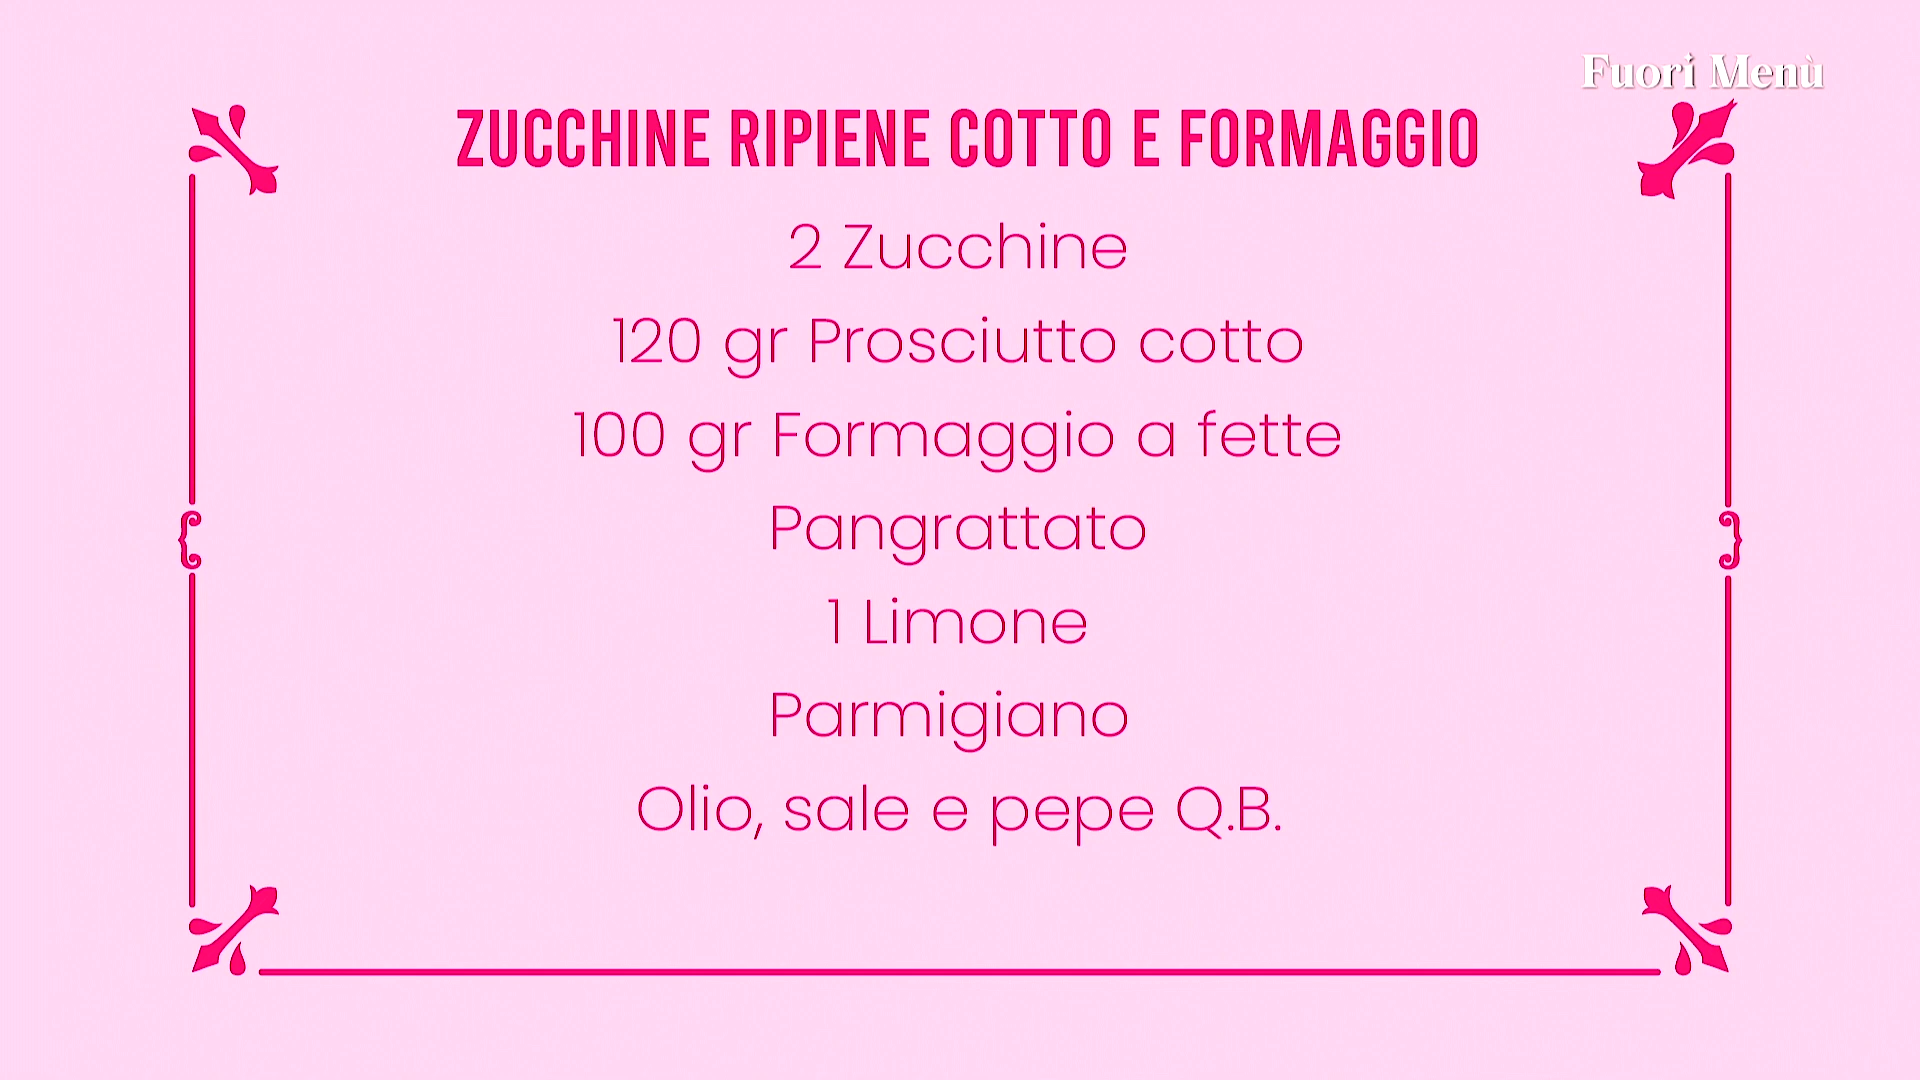 Fuori Menù
ZUCCHINE RIPIENE COTTO E FORMAGGIO
2 Zucchine
120 gr Prosciutto cotto
100 gr Formaggio a fette
Pangrattato
1 Limone
Parmigiano
Olio, sale e pepe Q.B.